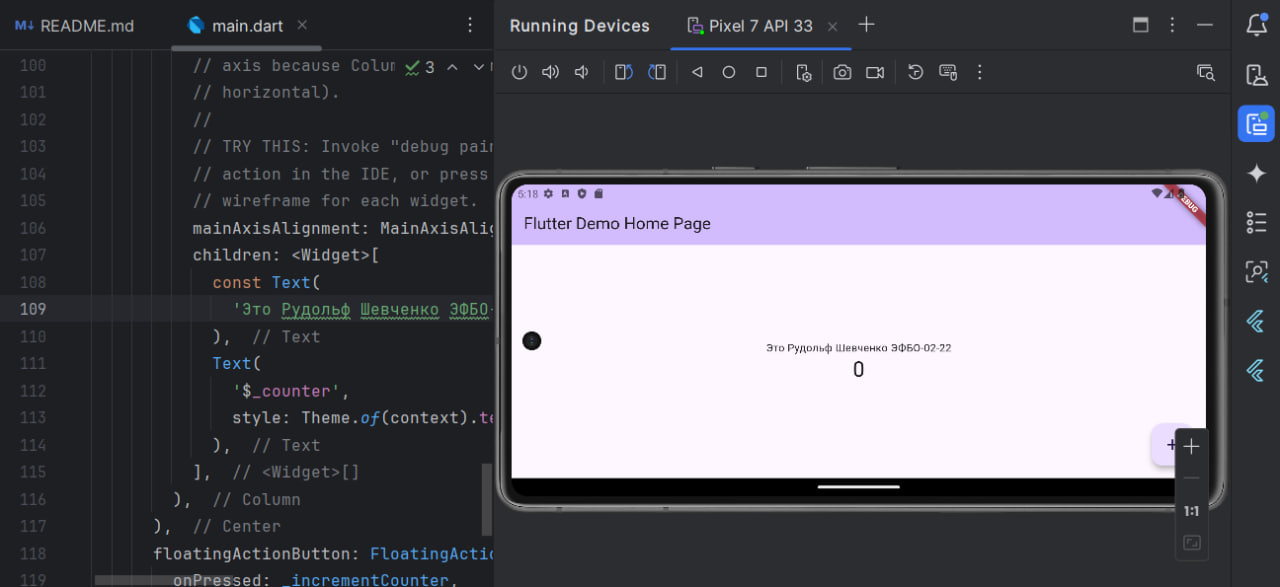 README.md
main.dart
Running Devices
Pixel 7 API 33
3
100 // axis because Colum
101 // horizontal).
102 //
103 // TRY THIS: Invoke "debug pain
104 // action in the IDE, or press
105 // wireframe for each widget.
106 mainAxisAlignment: MainAxisAlig
107 children: <Widget>[
108 const Text(
109 'Это Рудольф Шевченко ЭФБО-
110 ), // Text
111 Text(
112 '$_counter',
113 style: Theme.of(context).te
114 ), // Text
115 ], // <Widget>[]
116 ), // Column
117 ), // Center
118 floatingActionButton: FloatingActio
119 onPressed: _incrementCounter,
5:18
Flutter Demo Home Page
Это Рудольф Шевченко ЭФБО-02-22
0
1:1